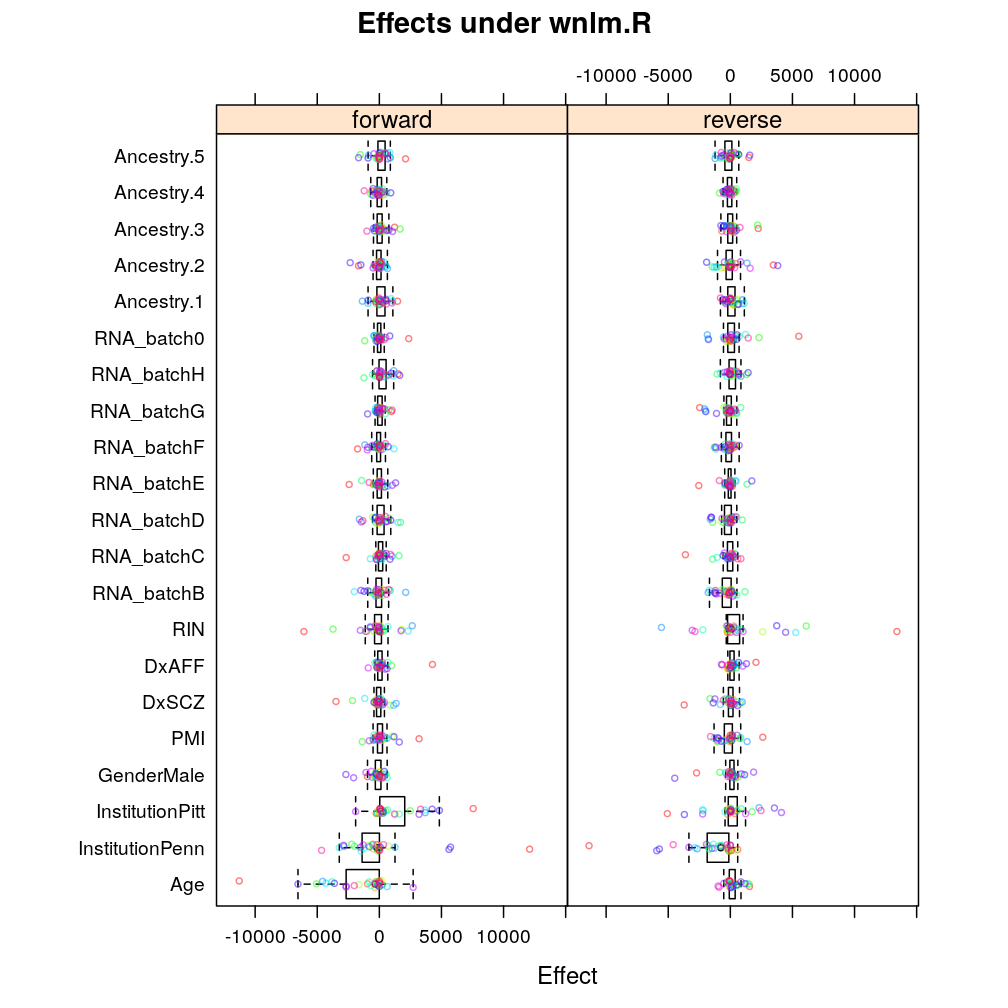 Effects under wnlm.R
-10000 -5000 0 5000 10000
forward reverse
Ancestry.5
Ancestry.4
Ancestry.3
Ancestry.2
Ancestry.1
RNA_batch0
RNA_batchH
RNA_batchG
RNA_batchF
RNA_batchE
RNA_batchD
RNA_batchC
RNA_batchB
RIN
DxAFF
DxSCZ
PMI
GenderMale
InstitutionPitt
InstitutionPenn
Age
-10000 -5000 0 5000 10000
Effect